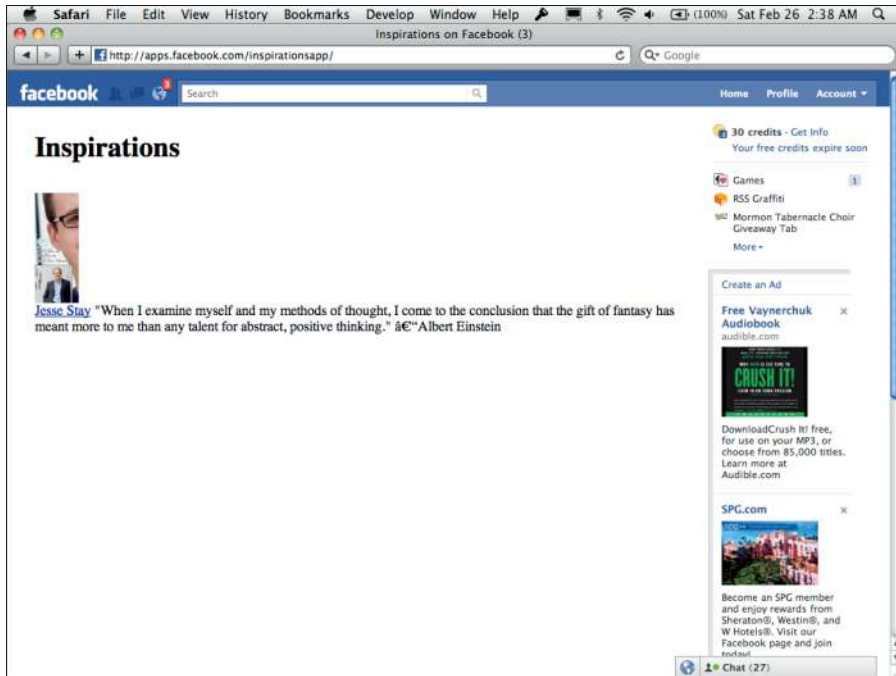 Safari File Edit View History Bookmarks Develop Window Help (100%) Sat Feb 26 2:38 AM
Inspirations on Facebook (3)
http://apps.facebook.com/inspirationsapp/ Google
facebook 3 Search Home Profile Account
Inspirations
30 credits - Get Info
Your free credits expire soon
Games 1
RSS Graffiti
Mormon Tabernacle Choir
Giveaway Tab
More
Jesse Stay "When I examine myself and my methods of thought, I come to the conclusion that the gift of fantasy has
meant more to me than any talent for abstract, positive thinking." â€“Albert Einstein
Create an Ad
Free Vaynerchuk
Audiobook
audible.com
CRUSH IT!
DownloadCrush It! free,
for use on your MP3, or
choose from 85,000 titles.
Learn more at
Audible.com
SPG.com
Become an SPG member
and enjoy rewards from
Sheraton®, Westin®, and
W Hotels®. Visit our
Facebook page and join
today!
Chat (27)